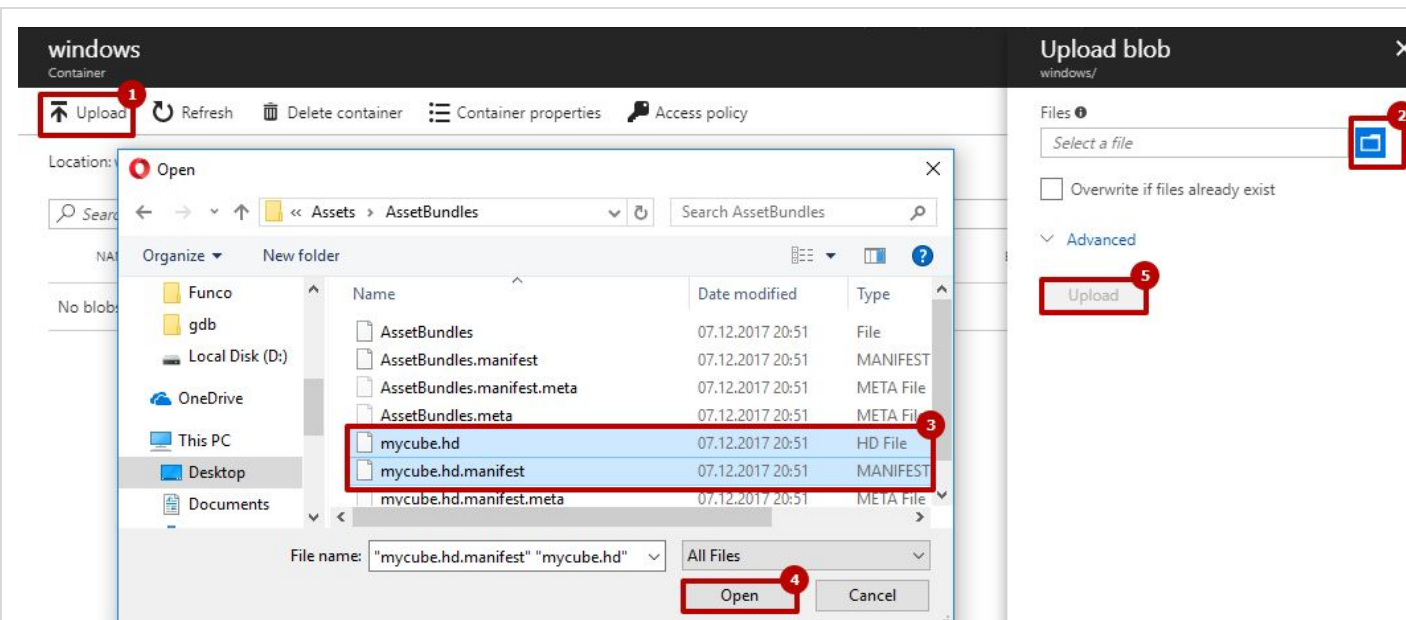 windows
Container
1
Upload Refresh Delete container Container properties Access policy
Location:
Sear
NA
No blobs
Open
« Assets > AssetBundles
Search AssetBundles
Organize New folder
?
Funco
gdb
Local Disk (D:)
OneDrive
This PC
Desktop
Documents
Name Date modified Type
AssetBundles 07.12.2017 20:51 File
AssetBundles.manifest 07.12.2017 20:51 MANIFEST
AssetBundles.manifest.meta 07.12.2017 20:51 META File
AssetBundles.meta 07.12.2017 20:51 META File
3
mycube.hd 07.12.2017 20:51 HD File
mycube.hd.manifest 07.12.2017 20:51 MANIFEST
mycube.hd.manifest.meta 07.12.2017 20:51 META File
File name: "mycube.hd.manifest" "mycube.hd" All Files
4
Open Cancel
Upload blob
windows/
Files
2
Select a file
Overwrite if files already exist
Advanced
5
Upload